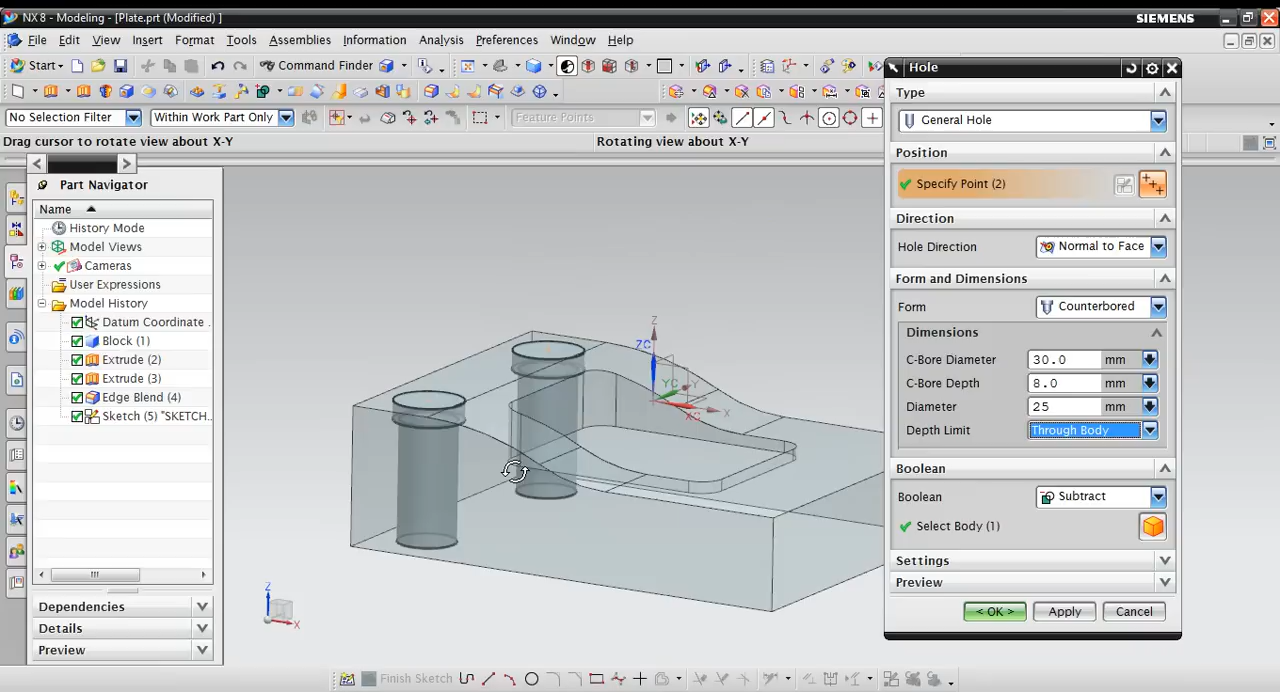 NX 8 - Modeling - [Plate.prt (Modified) ]
SIEMENS
File Edit View Insert Format Tools Assemblies Information Analysis Preferences Window Help
Start Command Finder
No Selection Filter Within Work Part Only Feature Points
Drag cursor to rotate view about X-Y Rotating view about X-Y
Part Navigator
Name
History Mode
Model Views
Cameras
User Expressions
Model History
Datum Coordinate .
Block (1)
Extrude (2)
Extrude (3)
Edge Blend (4)
Sketch (5) "SKETCH..
Dependencies
Details
Preview
Z
ZC
YC Y
XC X
Z
X
Hole
Type
General Hole
Position
Specify Point (2)
Direction
Hole Direction Normal to Face
Form and Dimensions
Form Counterbored
Dimensions
C-Bore Diameter 30.0 mm
C-Bore Depth 8.0 mm
Diameter 25 mm
Depth Limit Through Body
Boolean
Boolean Subtract
Select Body (1)
Settings
Preview
< OK > Apply Cancel
Finish Sketch